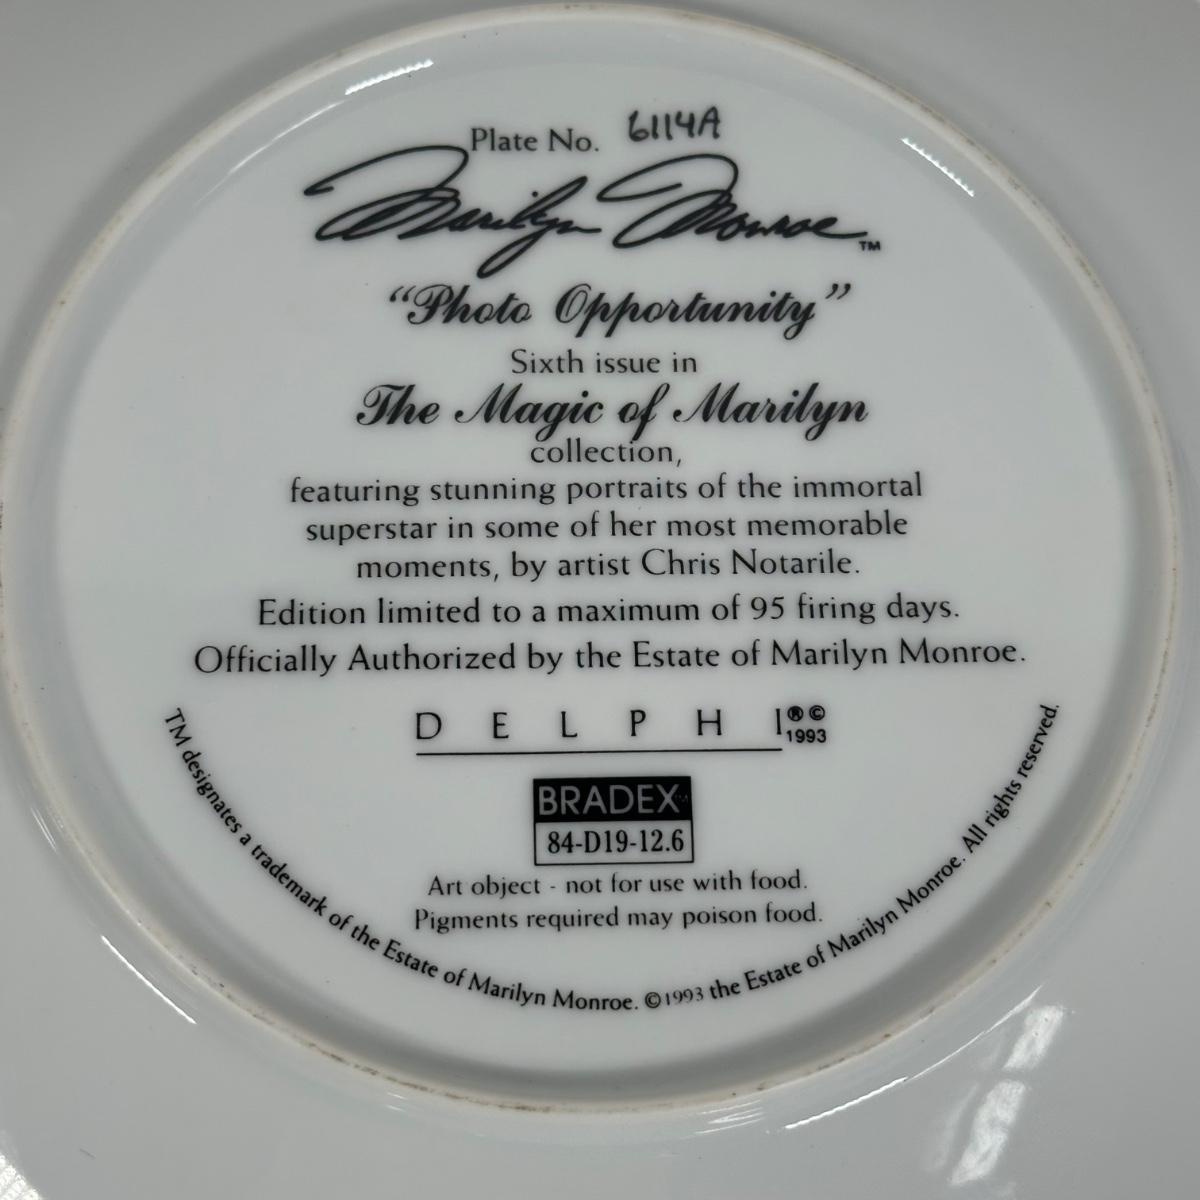 Plate No. 6114A
Marilyn Monroe™
“Photo Opportunity”
Sixth issue in
The Magic of Marilyn
collection,
featuring stunning portraits of the immortal
superstar in some of her most memorable
moments, by artist Chris Notarile.
Edition limited to a maximum of 95 firing days.
Officially Authorized by the Estate of Marilyn Monroe.
DELPHI®©
1993
BRADEX™
84-D19-12.6
Art object - not for use with food.
Pigments required may poison food.
TM designates a trademark of the Estate of Marilyn Monroe. ©1993 the Estate of Marilyn Monroe. All rights reserved.